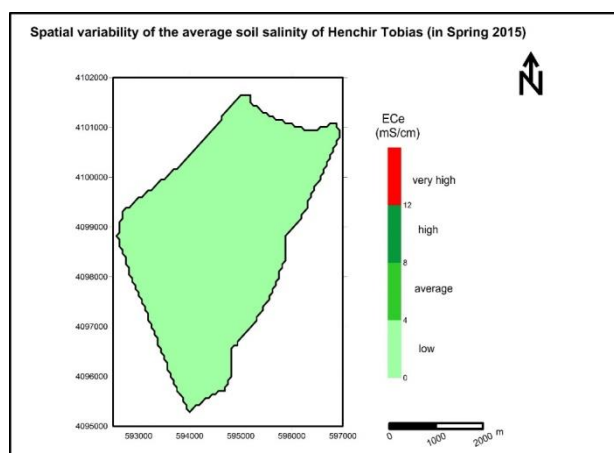 Spatial variability of the average soil salinity of Henchir Tobias (in Spring 2015)
N
4102000
4101000
4100000
4099000
4098000
4097000
4096000
4095000
593000 594000 595000 596000 597000
ECe
(mS/cm)
very high
12
high
8
average
4
low
0
0 1000 2000 m